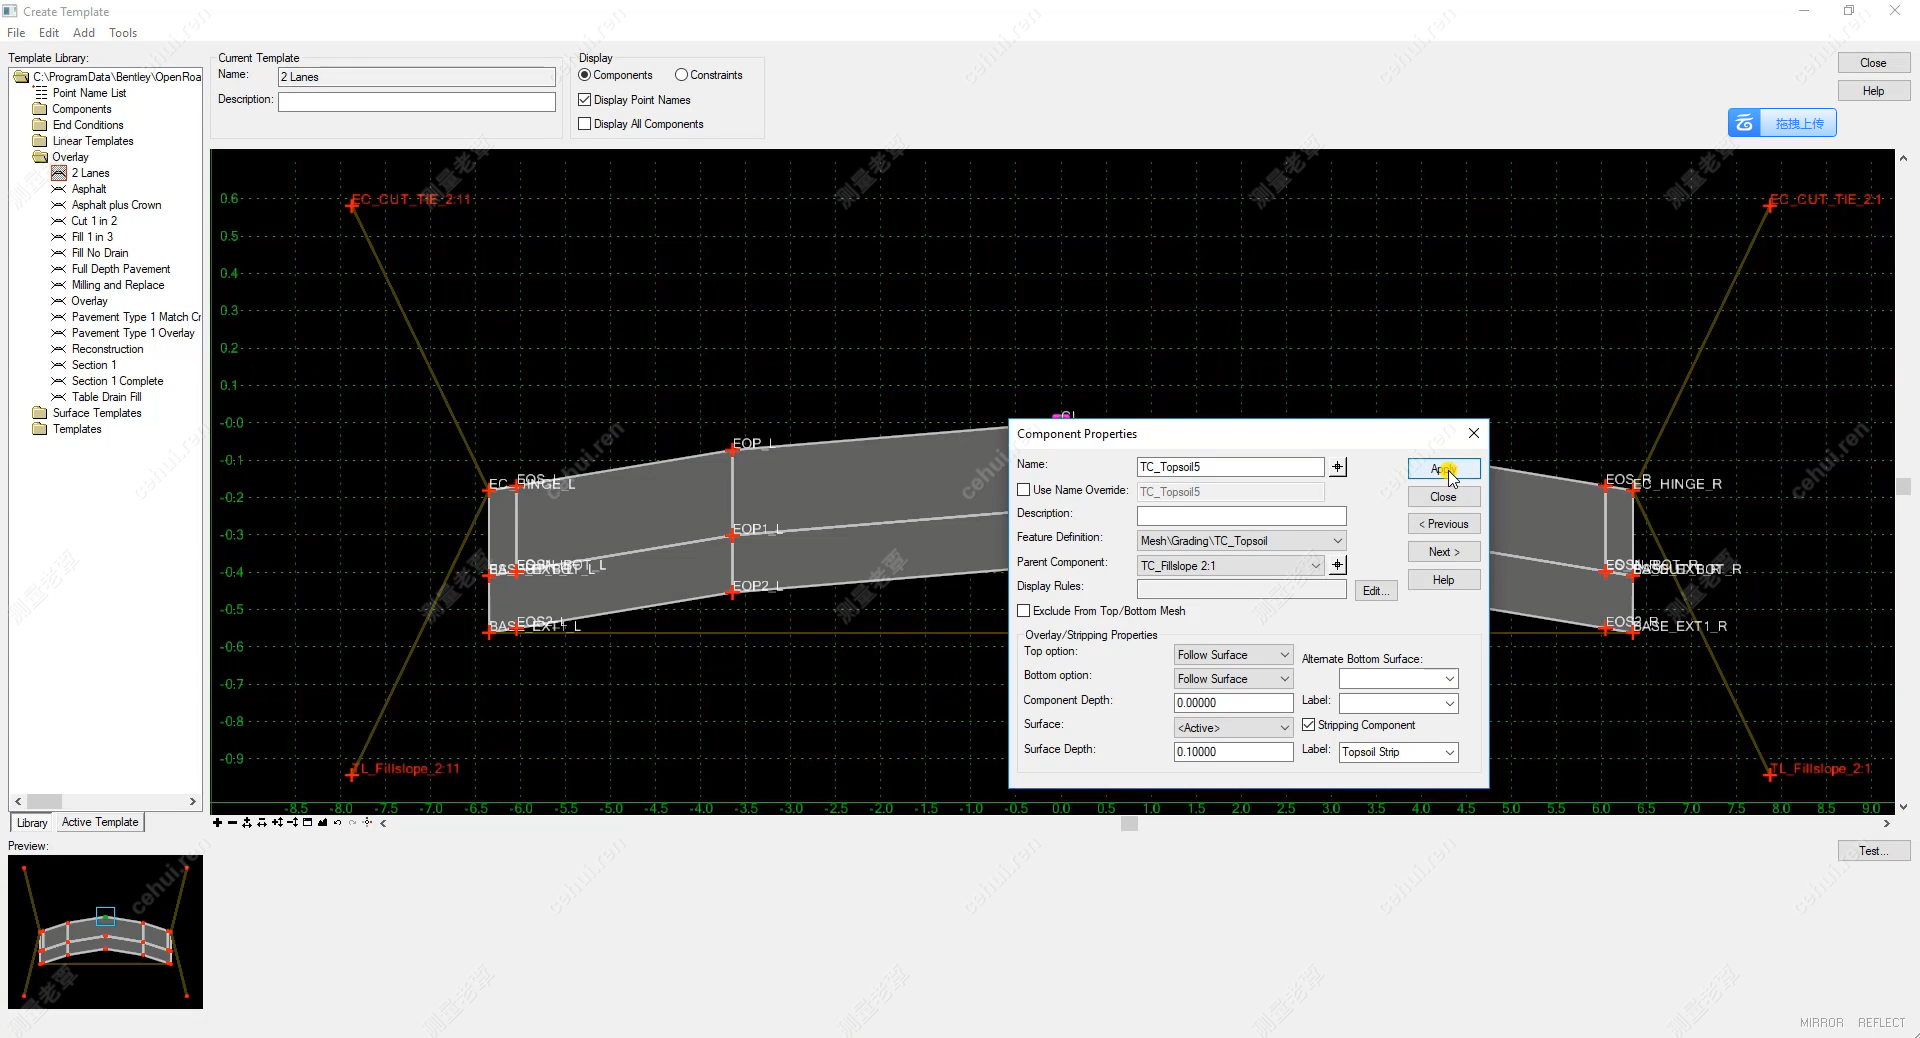 Create Template
File Edit Add Tools
Template Library:
C:\ProgramData\Bentley\OpenRoa
Point Name List
Components
End Conditions
Linear Templates
Overlay
2 Lanes
Asphalt
Asphalt plus Crown
Cut 1 in 2
Fill 1 in 3
Fill No Drain
Full Depth Pavement
Milling and Replace
Overlay
Pavement Type 1 Match Cr
Pavement Type 1 Overlay
Reconstruction
Section 1
Section 1 Complete
Table Drain Fill
Surface Templates
Templates
Library Active Template
Preview:
Current Template
Name: 2 Lanes
Description:
Display
Components Constraints
Display Point Names
Display All Components
Close
Help
拖拽上传
EC_CUT_TIE_2:11
EC_CUT_TIE_2:1
0.6
0.5
0.4
0.3
0.2
0.1
-0.0
-0.1
-0.2
-0.3
-0.4
-0.5
-0.6
-0.7
-0.8
-0.9
EOP_L
EOP1_L
EOP2_L
EC_HINGE_R
BASE_EXT1_R
TL_Fillslope_2:11
TL_Fillslope_2:1
-8.5 -8.0 -7.5 -7.0 -6.5 -6.0 -5.5 -5.0 -4.5 -4.0 -3.5 -3.0 -2.5 -2.0 -1.5 -1.0 -0.5 0.0 0.5 1.0 1.5 2.0 2.5 3.0 3.5 4.0 4.5 5.0 5.5 6.0 6.5 7.0 7.5 8.0 8.5 9.0
Component Properties
Name: TC_Topsoil5
Use Name Override: TC_Topsoil5
Description:
Feature Definition: Mesh\Grading\TC_Topsoil
Parent Component: TC_Fillslope 2:1
Display Rules: Edit...
Exclude From Top/Bottom Mesh
Apply
Close
< Previous
Next >
Help
Overlay/Stripping Properties
Top option: Follow Surface Alternate Bottom Surface:
Bottom option: Follow Surface
Component Depth: 0.00000 Label:
Surface: <Active> Stripping Component
Surface Depth: 0.10000 Label: Topsoil Strip
Test...
MIRROR REFLECT
测量老覃
cehui.ren